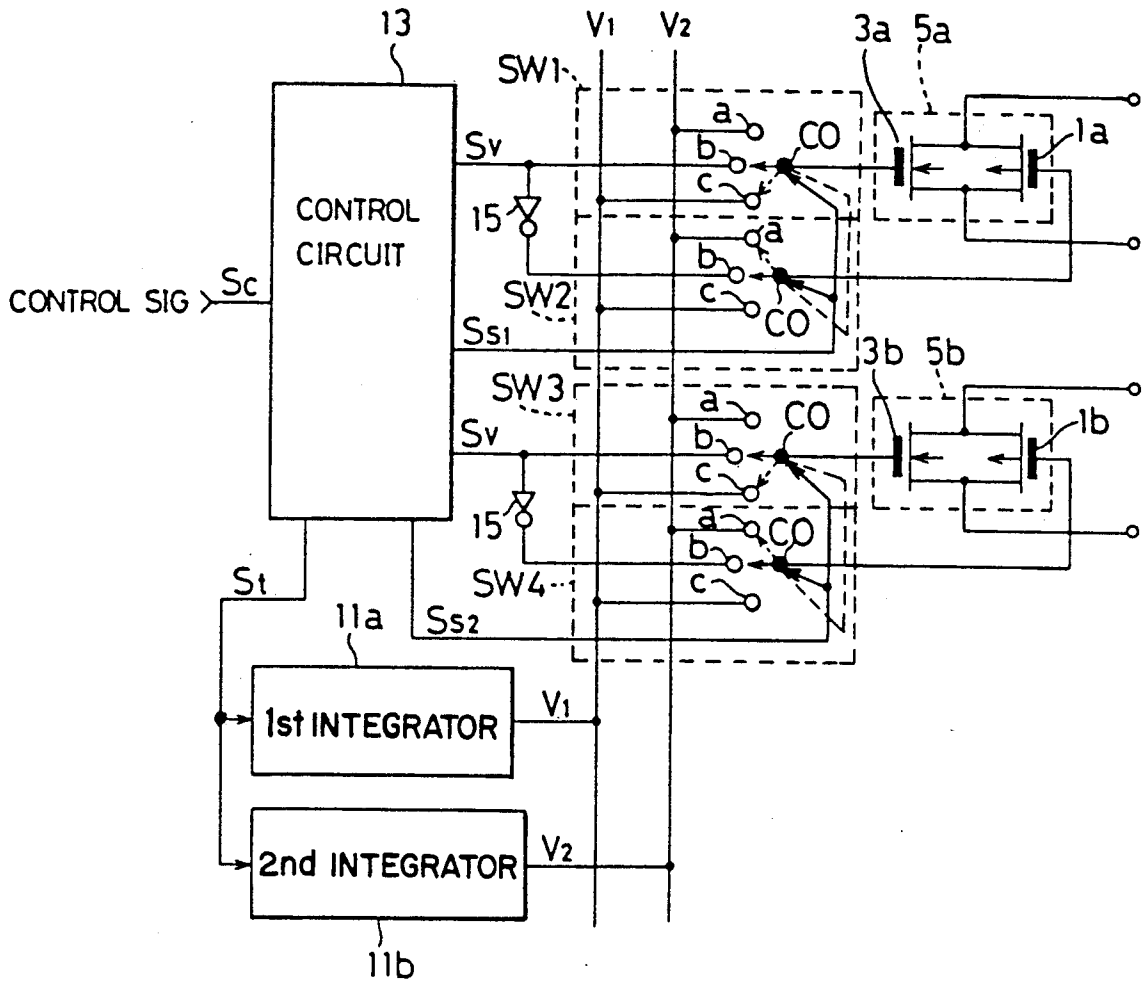 13
V1
V2
3a
5a
SW1
a
CO
1a
Sv
b
c
15
CONTROL
CIRCUIT
a
b
CONTROL SIG
Sc
SW2
c
CO
Ss1
3b
5b
SW3
a
CO
1b
Sv
b
c
15
a
CO
b
SW4
c
St
Ss2
11a
1st INTEGRATOR
V1
2nd INTEGRATOR
V2
11b